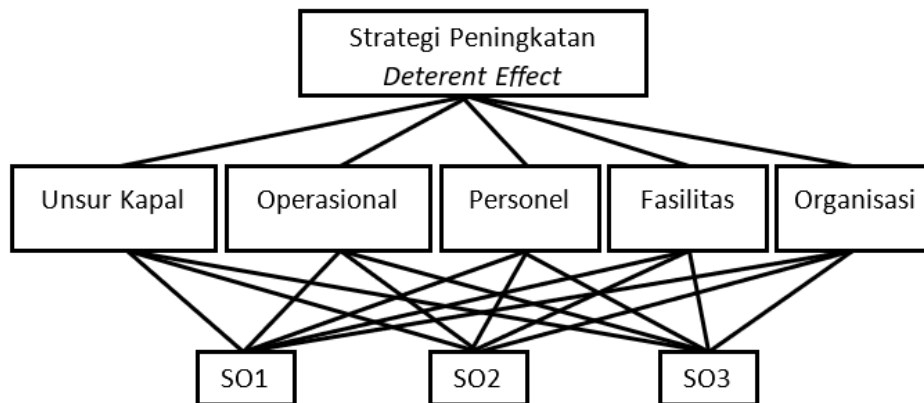 Strategi Peningkatan
Deterent Effect
Unsur Kapal
Operasional
Personel
Fasilitas
Organisasi
SO1
SO2
SO3